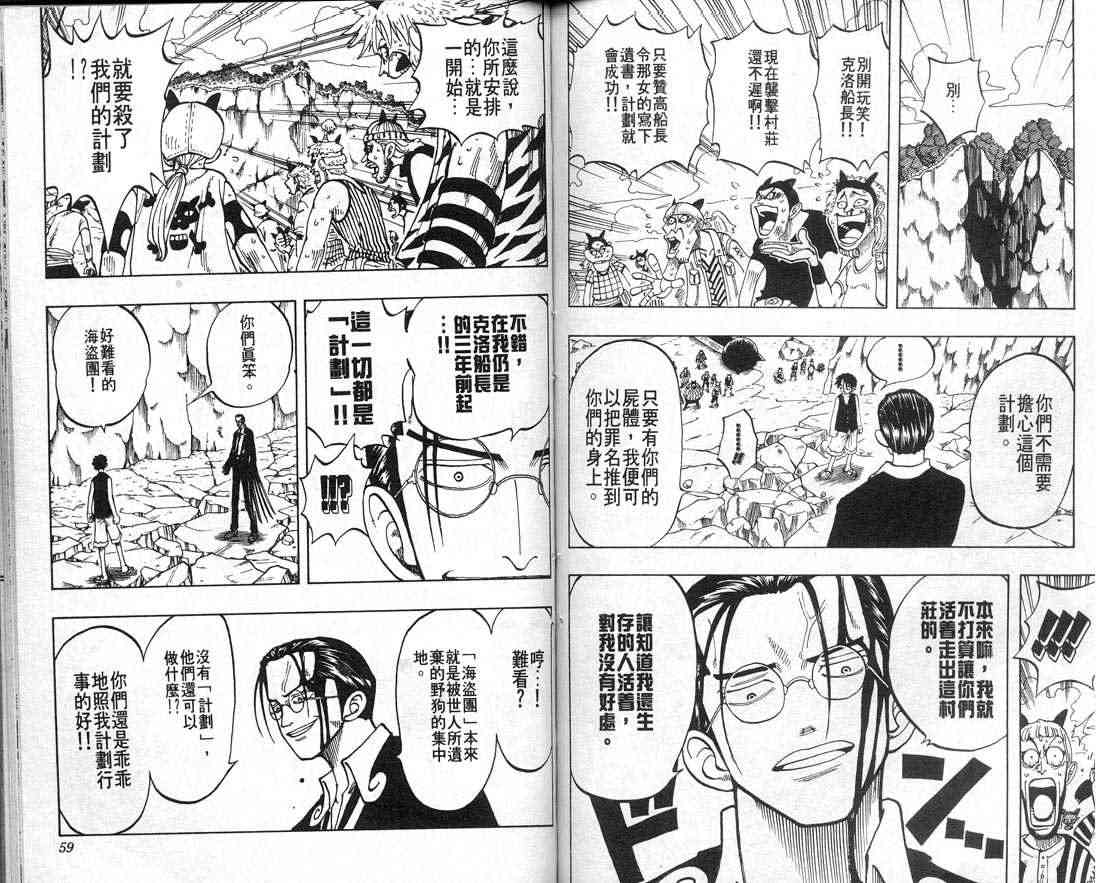 別…
別開玩笑！
克洛船長!!
現在襲擊村莊
還不遲啊!!
只要贊高船長
令那女的寫下
遺書，計劃就
會成功!!
你們不需要
擔心這個
計劃。
只要有你們的
屍體，我便可
以把罪名推到
你們的身上。
!!!!
本來嘛，我就
不打算讓你們
活着走出這村
莊的。
讓知道我還生
存的人活着，
對我沒有好處。
ドン
這麼說，
你所安排
的…就是
一開始…
就要殺了
我們的計劃
!?
不錯，
在我仍是
克洛船長
的三年前起
…!!
這一切都是
「計劃」!!
!!?
你們真笨。
好難看的
海盜團！
哼…！
難看？
「海盜團」本來
就是被世人所遺
棄的野狗的集中
地。
沒有「計劃」，
他們還可以
做什麼!?
你們還是乖乖
地照我計劃行
事的好!!
59